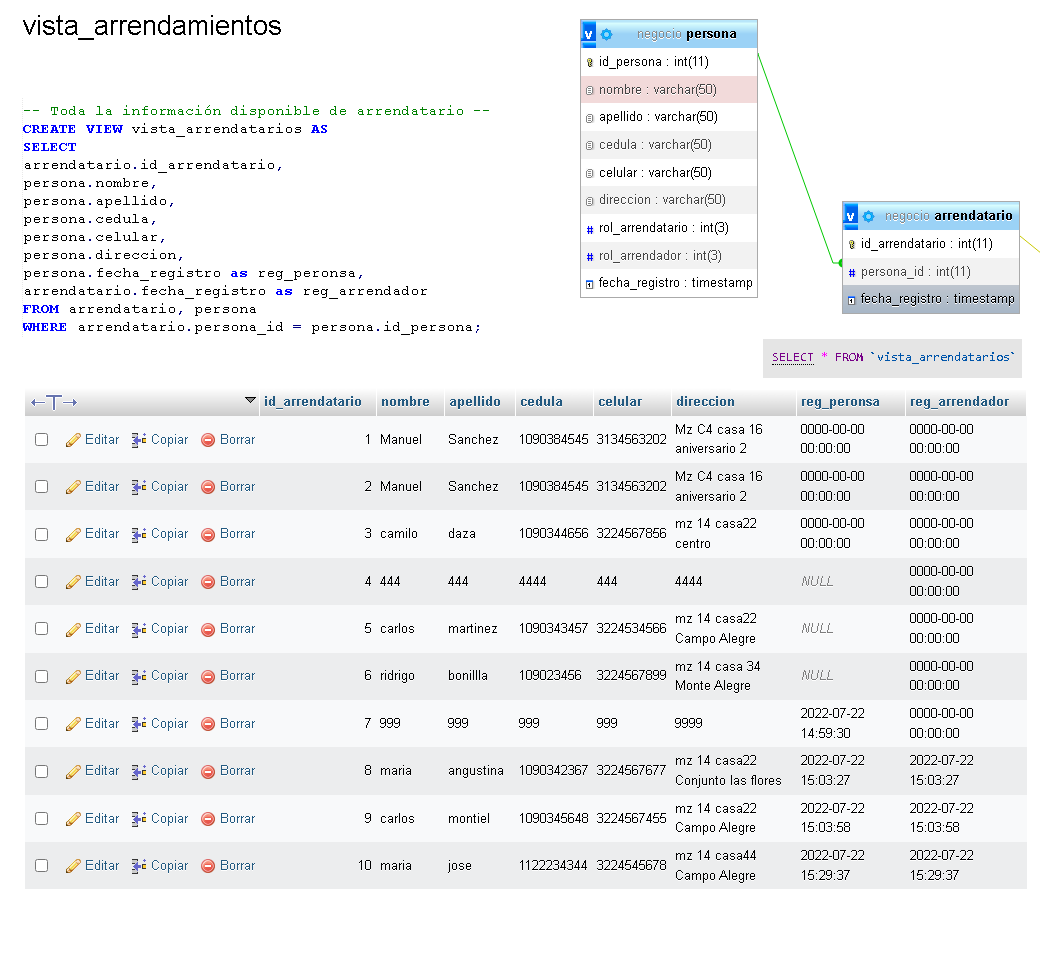 vista_arrendamientos
-- Toda la información disponible de arrendatario --
CREATE VIEW vista_arrendatarios AS
SELECT
arrendatario.id_arrendatario,
persona.nombre,
persona.apellido,
persona.cedula,
persona.celular,
persona.direccion,
persona.fecha_registro as reg_peronsa,
arrendatario.fecha_registro as reg_arrendador
FROM arrendatario, persona
WHERE arrendatario.persona_id = persona.id_persona;
v negocio persona
id_persona : int(11)
nombre : varchar(50)
apellido : varchar(50)
cedula : varchar(50)
celular : varchar(50)
direccion : varchar(50)
# rol_arrendatario : int(3)
# rol_arrendador : int(3)
fecha_registro : timestamp
v negocio arrendatario
id_arrendatario : int(11)
# persona_id : int(11)
fecha_registro : timestamp
SELECT * FROM `vista_arrendatarios`
←T→ id_arrendatario nombre apellido cedula celular direccion reg_peronsa reg_arrendador
Editar Copiar Borrar 1 Manuel Sanchez 1090384545 3134563202 Mz C4 casa 16 0000-00-00 0000-00-00
aniversario 2 00:00:00 00:00:00
Editar Copiar Borrar 2 Manuel Sanchez 1090384545 3134563202 Mz C4 casa 16 0000-00-00 0000-00-00
aniversario 2 00:00:00 00:00:00
Editar Copiar Borrar 3 camilo daza 1090344656 3224567856 mz 14 casa22 0000-00-00 0000-00-00
centro 00:00:00 00:00:00
Editar Copiar Borrar 4 444 444 4444 444 4444 NULL 0000-00-00
00:00:00
Editar Copiar Borrar 5 carlos martinez 1090343457 3224534566 mz 14 casa22 NULL 0000-00-00
Campo Alegre 00:00:00
Editar Copiar Borrar 6 ridrigo bonillla 109023456 3224567899 mz 14 casa 34 NULL 0000-00-00
Monte Alegre 00:00:00
Editar Copiar Borrar 7 999 999 999 999 9999 2022-07-22 0000-00-00
14:59:30 00:00:00
Editar Copiar Borrar 8 maria angustina 1090342367 3224567677 mz 14 casa22 2022-07-22 2022-07-22
Conjunto las flores 15:03:27 15:03:27
Editar Copiar Borrar 9 carlos montiel 1090345648 3224567455 mz 14 casa22 2022-07-22 2022-07-22
Campo Alegre 15:03:58 15:03:58
Editar Copiar Borrar 10 maria jose 1122234344 3224545678 mz 14 casa44 2022-07-22 2022-07-22
Campo Alegre 15:29:37 15:29:37